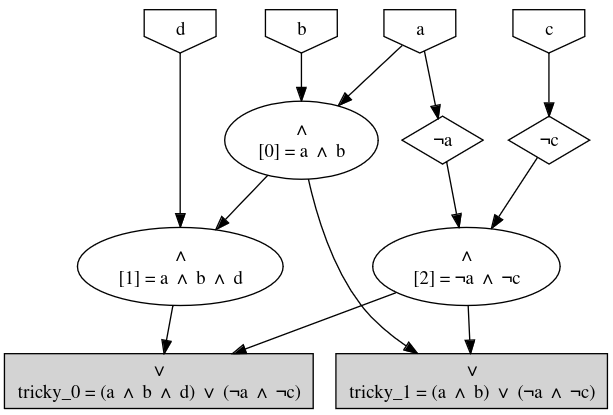 d
b
a
c
∧
[0] = a ∧ b
¬a
¬c
∧
[1] = a ∧ b ∧ d
∧
[2] = ¬a ∧ ¬c
∨
tricky_0 = (a ∧ b ∧ d) ∨ (¬a ∧ ¬c)
∨
tricky_1 = (a ∧ b) ∨ (¬a ∧ ¬c)